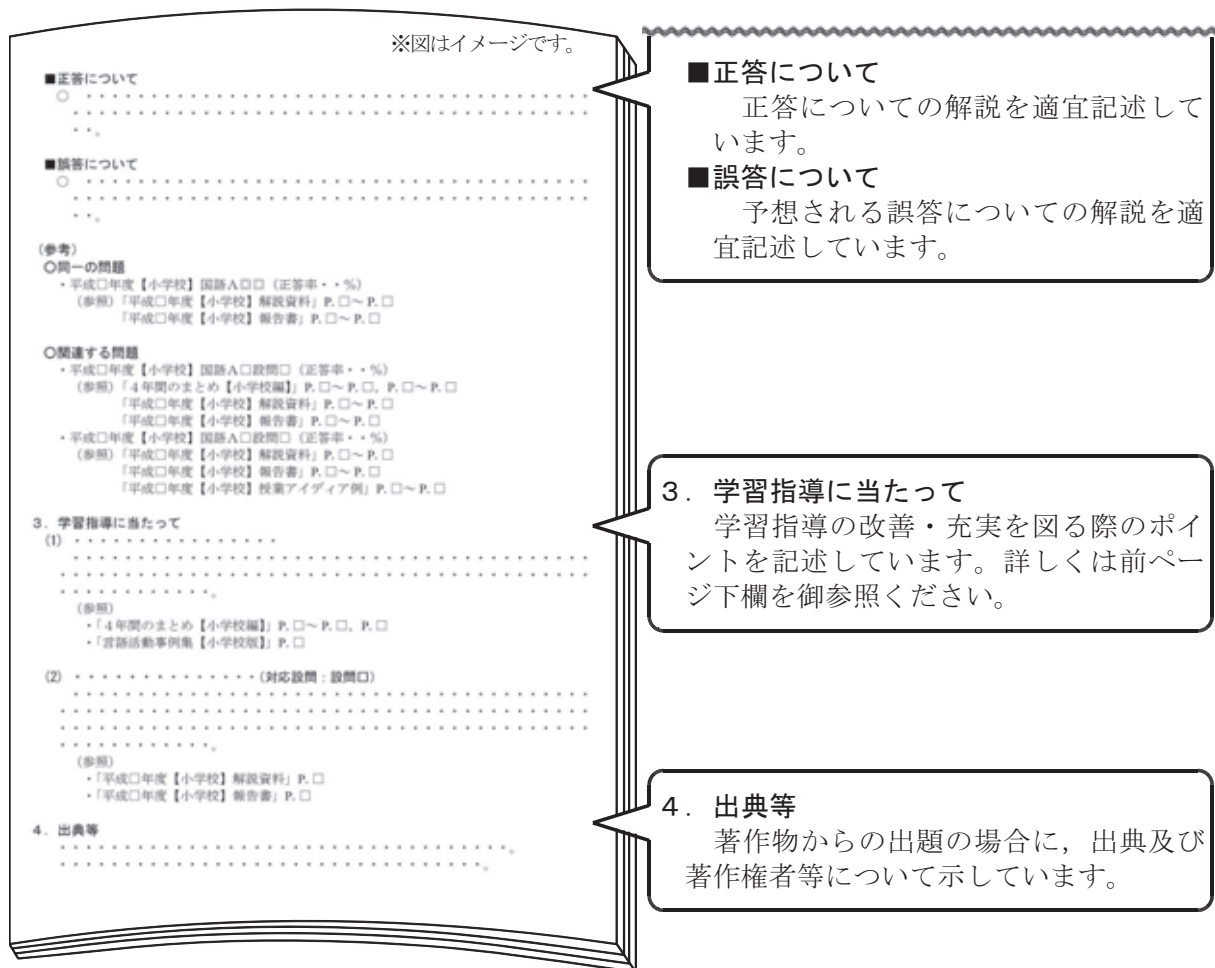 ※図はイメージです。
■正答について
○ ・・・・・・・・・・・・・・・・・・・・・・・・・・・・・・・・・・・・・・・
・・・・・・・・・・・・・・・・・・・・・・・・・・・・・・・・・・・・・・・
・・。
■誤答について
○ ・・・・・・・・・・・・・・・・・・・・・・・・・・・・・・・・・・・・・・・
・・・・・・・・・・・・・・・・・・・・・・・・・・・・・・・・・・・・・・・
・・。
(参考)
○同一の問題
・平成□年度【小学校】国語A□□(正答率・・%)
(参照)「平成□年度【小学校】解説資料」P.□~P.□
「平成□年度【小学校】報告書」P.□~P.□
○関連する問題
・平成□年度【小学校】国語A□設問□(正答率・・%)
(参照)「4年間のまとめ【小学校編】」P.□~P.□,P.□~P.□
「平成□年度【小学校】解説資料」P.□~P.□
「平成□年度【小学校】報告書」P.□~P.□
・平成□年度【小学校】国語A□設問□(正答率・・%)
(参照)「平成□年度【小学校】解説資料」P.□~P.□
「平成□年度【小学校】報告書」P.□~P.□
「平成□年度【小学校】授業アイディア例」P.□~P.□
3.学習指導に当たって
(1) ・・・・・・・・・・・・・・・・
・・・・・・・・・・・・・・・・・・・・・・・・・・・・・・・・・・・・・・・
・・・・・・・・・・・・・・・・・・・・・・・・・・・・・・・・・・・・・・・・
・・・・・・・・・・・・。
(参照)
・「4年間のまとめ【小学校編】」P.□~P.□,P.□
・「言語活動事例集【小学校版】」P.□
(2) ・・・・・・・・・・・・・・(対応設問:設問□)
・・・・・・・・・・・・・・・・・・・・・・・・・・・・・・・・・・・・・・・
・・・・・・・・・・・・・・・・・・・・・・・・・・・・・・・・・・・・・・・・
・・・・・・・・・・・・・・・・・・・・・・・・・・・・・・・・・・・・・・・・
・・・・・・・・・・・・。
(参照)
・「平成□年度【小学校】解説資料」P.□
・「平成□年度【小学校】報告書」P.□
4.出典等
・・・・・・・・・・・・・・・・・・・・・・・・・・・・・・・・・・。
・・・・・・・・・・・・・・・・・・・・・・・・・・・・・・・・。
■正答について
正答についての解説を適宜記述して
います。
■誤答について
予想される誤答についての解説を適
宜記述しています。
3.学習指導に当たって
学習指導の改善・充実を図る際のポイ
ントを記述しています。詳しくは前ペー
ジ下欄を御参照ください。
4.出典等
著作物からの出題の場合に,出典及び
著作権者等について示しています。